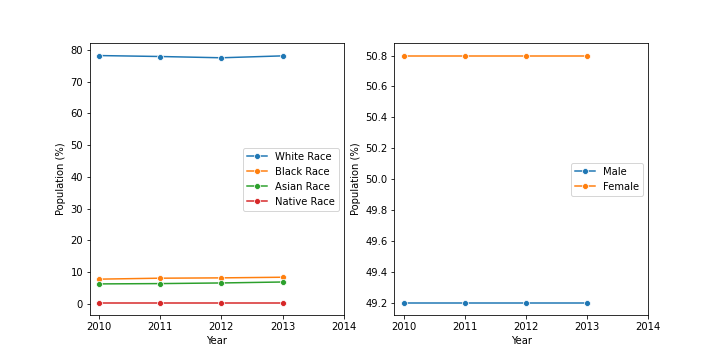 80
70
60
50
40
30
20
10
0
Population (%)
2010 2011 2012 2013 2014
Year
White Race
Black Race
Asian Race
Native Race
50.8
50.6
50.4
50.2
50.0
49.8
49.6
49.4
49.2
Population (%)
2010 2011 2012 2013 2014
Year
Male
Female